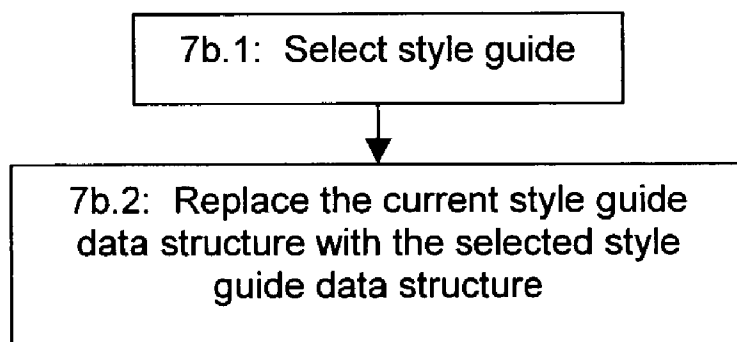 7b.1: Select style guide
7b.2: Replace the current style guide
data structure with the selected style
guide data structure